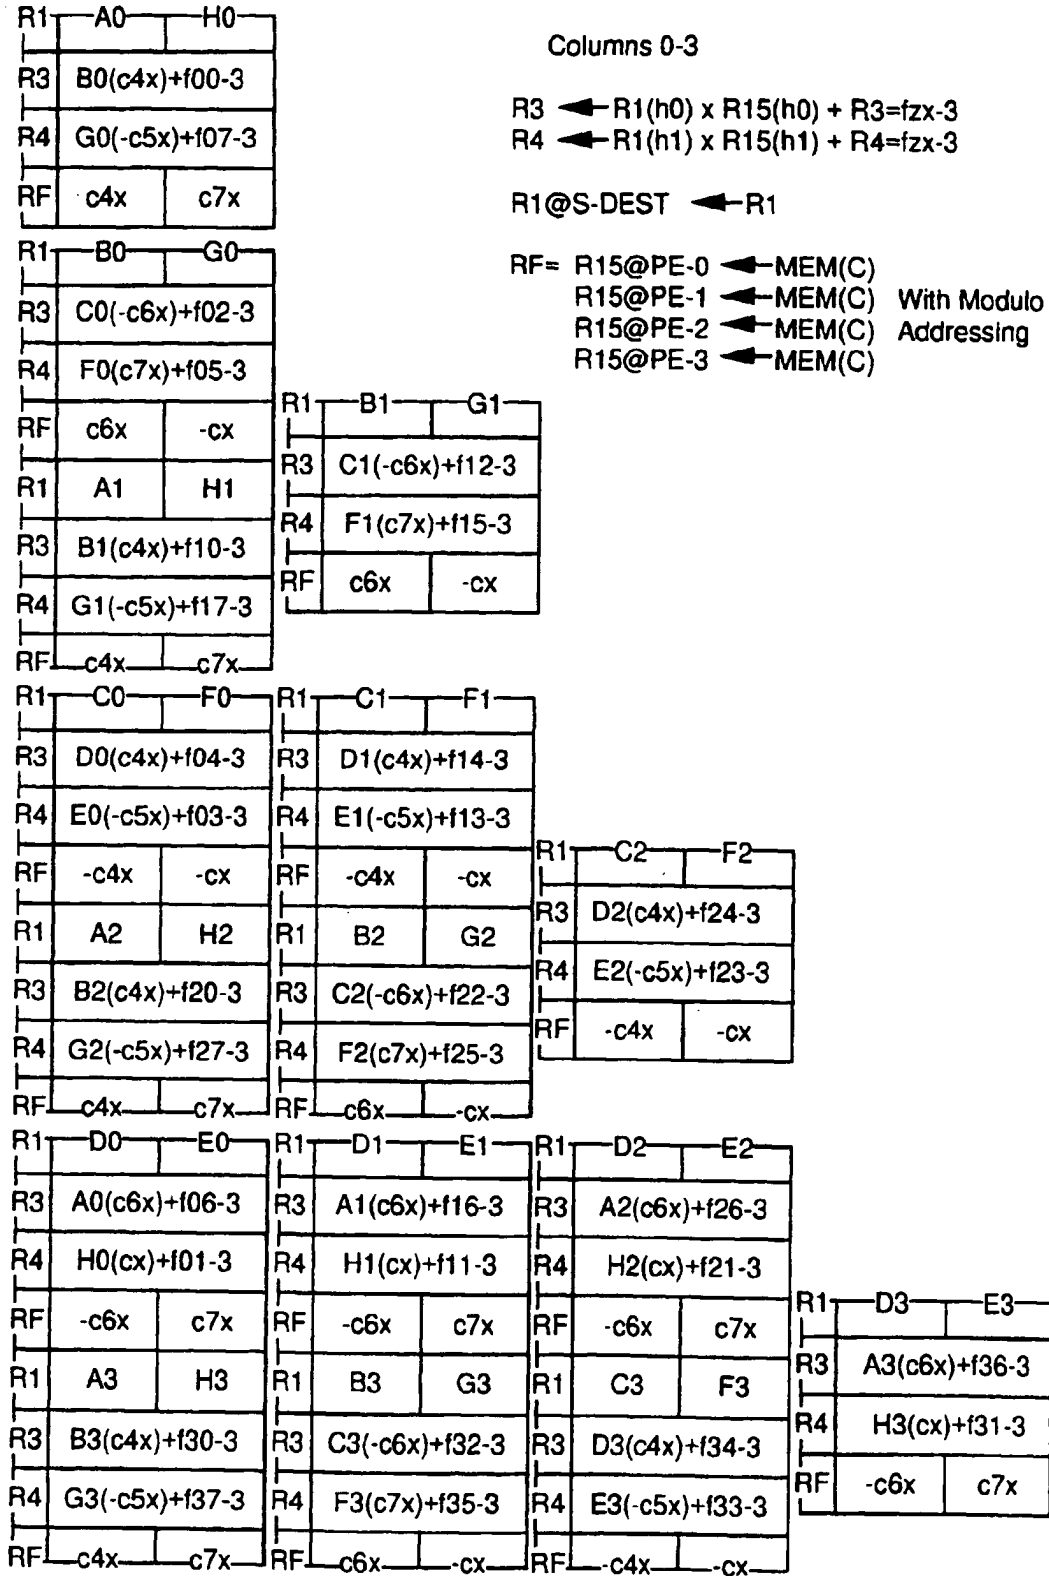 R1 A0 H0
R3 B0(c4x)+f00-3
R4 G0(-c5x)+f07-3
RF c4x c7x
Columns 0-3
R3 ◄ R1(h0) x R15(h0) + R3=fzx-3
R4 ◄ R1(h1) x R15(h1) + R4=fzx-3
R1@S-DEST ◄ R1
RF= R15@PE-0 ◄ MEM(C)
R15@PE-1 ◄ MEM(C) With Modulo
R15@PE-2 ◄ MEM(C) Addressing
R15@PE-3 ◄ MEM(C)
R1 B0 G0
R3 C0(-c6x)+f02-3
R4 F0(c7x)+f05-3
RF c6x -cx
R1 A1 H1
R3 B1(c4x)+f10-3
R4 G1(-c5x)+f17-3
RF c4x c7x
R1 B1 G1
R3 C1(-c6x)+f12-3
R4 F1(c7x)+f15-3
RF c6x -cx
R1 C0 F0
R3 D0(c4x)+f04-3
R4 E0(-c5x)+f03-3
RF -c4x -cx
R1 A2 H2
R3 B2(c4x)+f20-3
R4 G2(-c5x)+f27-3
RF c4x c7x
R1 C1 F1
R3 D1(c4x)+f14-3
R4 E1(-c5x)+f13-3
RF -c4x -cx
R1 B2 G2
R3 C2(-c6x)+f22-3
R4 F2(c7x)+f25-3
RF c6x -cx
R1 C2 F2
R3 D2(c4x)+f24-3
R4 E2(-c5x)+f23-3
RF -c4x -cx
R1 D0 E0
R3 A0(c6x)+f06-3
R4 H0(cx)+f01-3
RF -c6x c7x
R1 A3 H3
R3 B3(c4x)+f30-3
R4 G3(-c5x)+f37-3
RF c4x c7x
R1 D1 E1
R3 A1(c6x)+f16-3
R4 H1(cx)+f11-3
RF -c6x c7x
R1 B3 G3
R3 C3(-c6x)+f32-3
R4 F3(c7x)+f35-3
RF c6x -cx
R1 D2 E2
R3 A2(c6x)+f26-3
R4 H2(cx)+f21-3
RF -c6x c7x
R1 C3 F3
R3 D3(c4x)+f34-3
R4 E3(-c5x)+f33-3
RF -c4x -cx
R1 D3 E3
R3 A3(c6x)+f36-3
R4 H3(cx)+f31-3
RF -c6x c7x